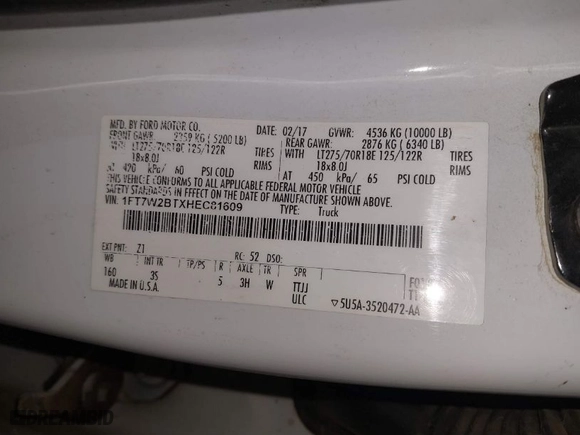 MFD. BY FORD MOTOR CO.
DATE: 02/17 GVWR: 4536 KG (10000 LB)
FRONT GAWR: 2359 KG ( 5200 LB) REAR GAWR: 2876 KG ( 6340 LB)
WITH LT275/70R18E 125/122R TIRES WITH LT275/70R18E 125/122R TIRES
18x8.0J RIMS 18x8.0J RIMS
AT 420 kPa/ 60 PSI COLD AT 450 kPa/ 65 PSI COLD
THIS VEHICLE CONFORMS TO ALL APPLICABLE FEDERAL MOTOR VEHICLE
SAFETY STANDARDS IN EFFECT ON THE DATE OF MANUFACTURE SHOWN ABOVE.
VIN: 1FT7W2BTXHEC81609 TYPE: Truck
EXT PNT: Z1 RC: 52 DSO:
WB INT TR TP/PS R AXLE TR SPR
160 3S 5 3H W TTJJ
MADE IN U.S.A. ULC
▽5U5A-3520472-AA